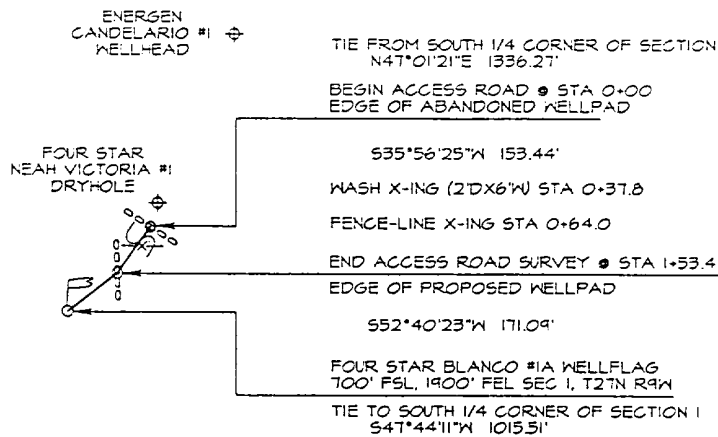 ENERGEN
CANDELARIO #1
WELLHEAD
TIE FROM SOUTH 1/4 CORNER OF SECTION
N47°01'21"E 1336.27'
BEGIN ACCESS ROAD @ STA 0+00
EDGE OF ABANDONED WELLPAD
FOUR STAR
NEAH VICTORIA #1
DRYHOLE
S35°56'25"W 153.44'
WASH X-ING (2'DX6'W) STA 0+37.8
FENCE-LINE X-ING STA 0+64.0
END ACCESS ROAD SURVEY @ STA 1+53.4
EDGE OF PROPOSED WELLPAD
S52°40'23"W 171.09'
FOUR STAR BLANCO #1A WELLFLAG
700' FSL, 1900' FEL SEC 1, T27N R9W
TIE TO SOUTH 1/4 CORNER OF SECTION 1
S47°44'11"W 1015.51'